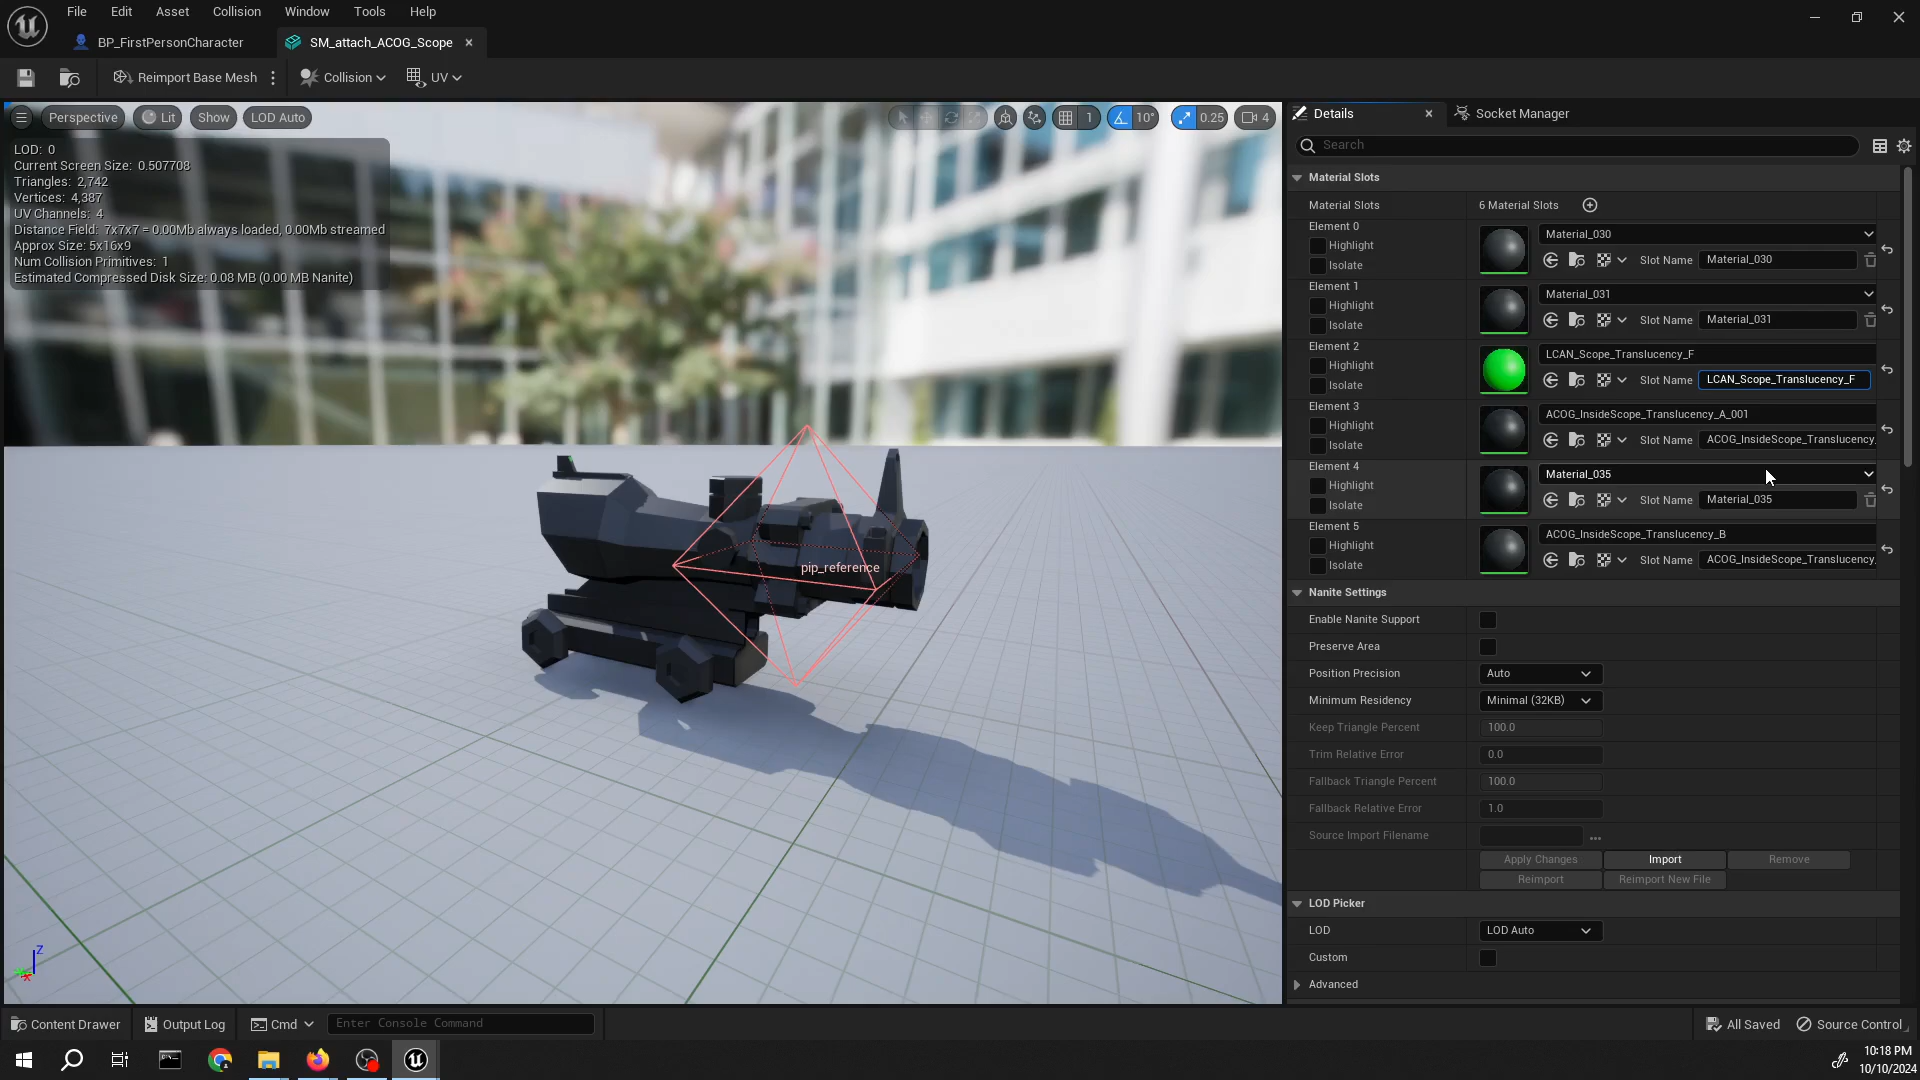 File Edit Asset Collision Window Tools Help
BP_FirstPersonCharacter SM_attach_ACOG_Scope
Reimport Base Mesh Collision UV
Perspective Lit Show LOD Auto 1 10° 0.25 4
LOD: 0
Current Screen Size: 0.507708
Triangles: 2,742
Vertices: 4,387
UV Channels: 4
Distance Field: 7x7x7 = 0.00Mb always loaded, 0.00Mb streamed
Approx Size: 5x16x9
Num Collision Primitives: 1
Estimated Compressed Disk Size: 0.08 MB (0.00 MB Nanite)
pip_reference
Z
Details Socket Manager
Search
Material Slots
Material Slots 6 Material Slots
Element 0
Highlight
Isolate
Material_030
Slot Name Material_030
Element 1
Highlight
Isolate
Material_031
Slot Name Material_031
Element 2
Highlight
Isolate
LCAN_Scope_Translucency_F
Slot Name LCAN_Scope_Translucency_F
Element 3
Highlight
Isolate
ACOG_InsideScope_Translucency_A_001
Slot Name ACOG_InsideScope_Translucency_
Element 4
Highlight
Isolate
Material_035
Slot Name Material_035
Element 5
Highlight
Isolate
ACOG_InsideScope_Translucency_B
Slot Name ACOG_InsideScope_Translucency_
Nanite Settings
Enable Nanite Support
Preserve Area
Position Precision Auto
Minimum Residency Minimal (32KB)
Keep Triangle Percent 100.0
Trim Relative Error 0.0
Fallback Triangle Percent 100.0
Fallback Relative Error 1.0
Source Import Filename ...
Apply Changes Import Remove
Reimport Reimport New File
LOD Picker
LOD LOD Auto
Custom
Advanced
Content Drawer Output Log Cmd Enter Console Command All Saved Source Control
10:18 PM
10/10/2024